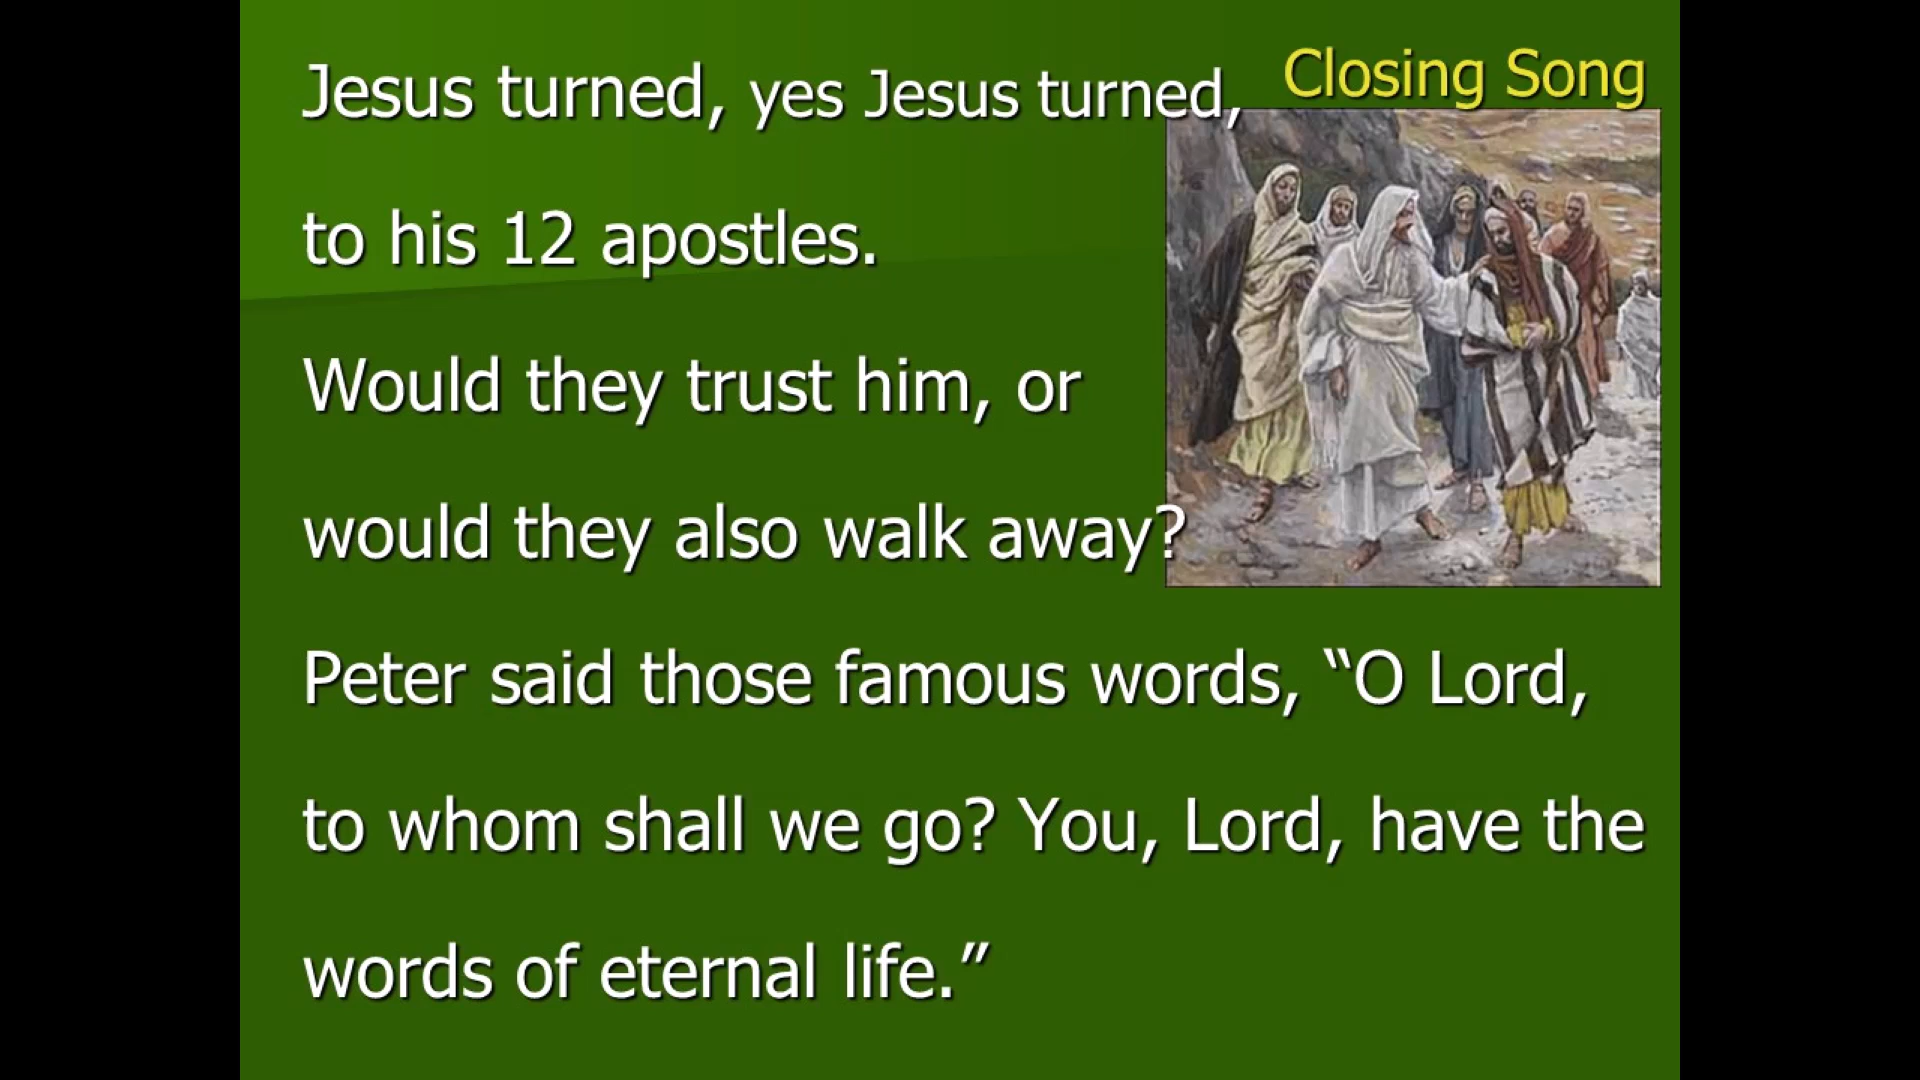 Closing Song
Jesus turned, yes Jesus turned,
to his 12 apostles.
Would they trust him, or
would they also walk away?
Peter said those famous words, “O Lord,
to whom shall we go? You, Lord, have the
words of eternal life.”